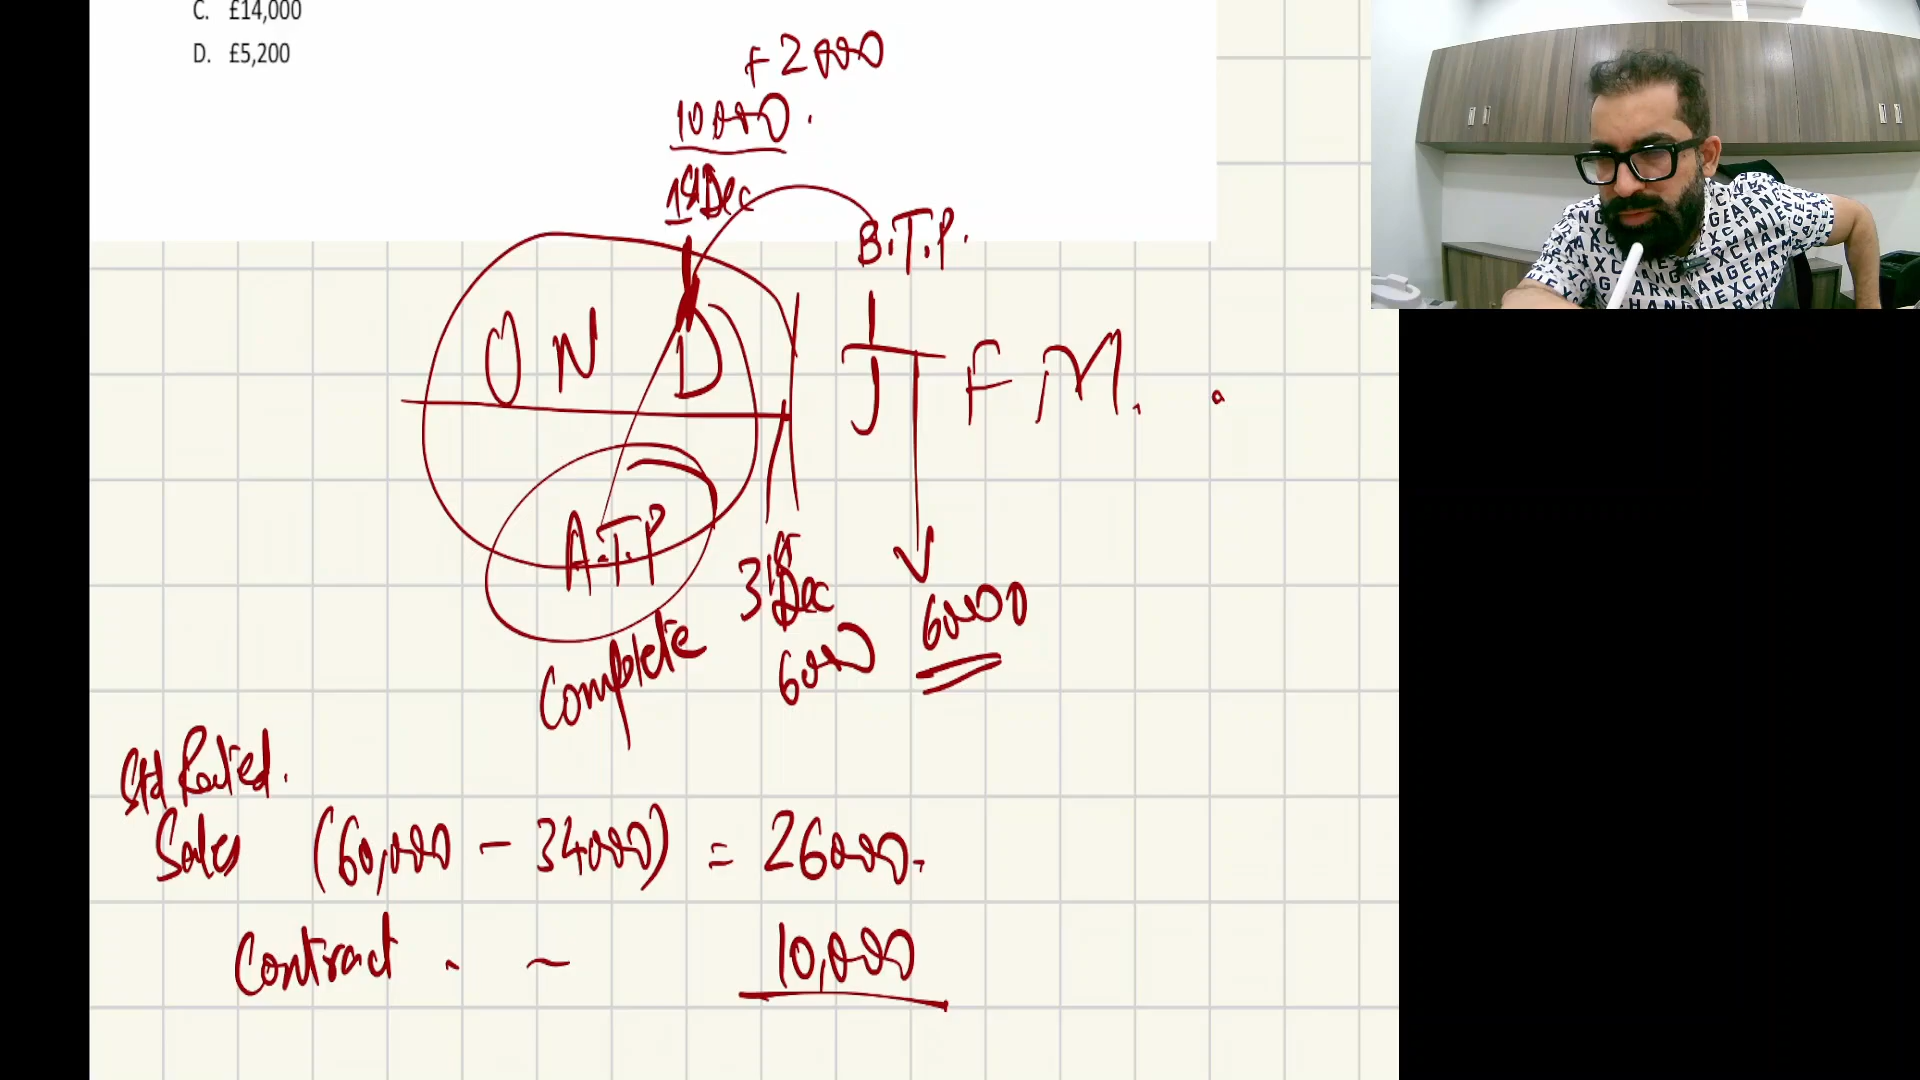 C. £14,000
D. £5,200
+2000
10000.
1st Dec
B.T.P.
O N D J F M.
A.T.P
31st Dec
6000
6000
Complete
Std Rated.
Sales (60,000 - 34000) = 26000.
Contract . ~ 10,000